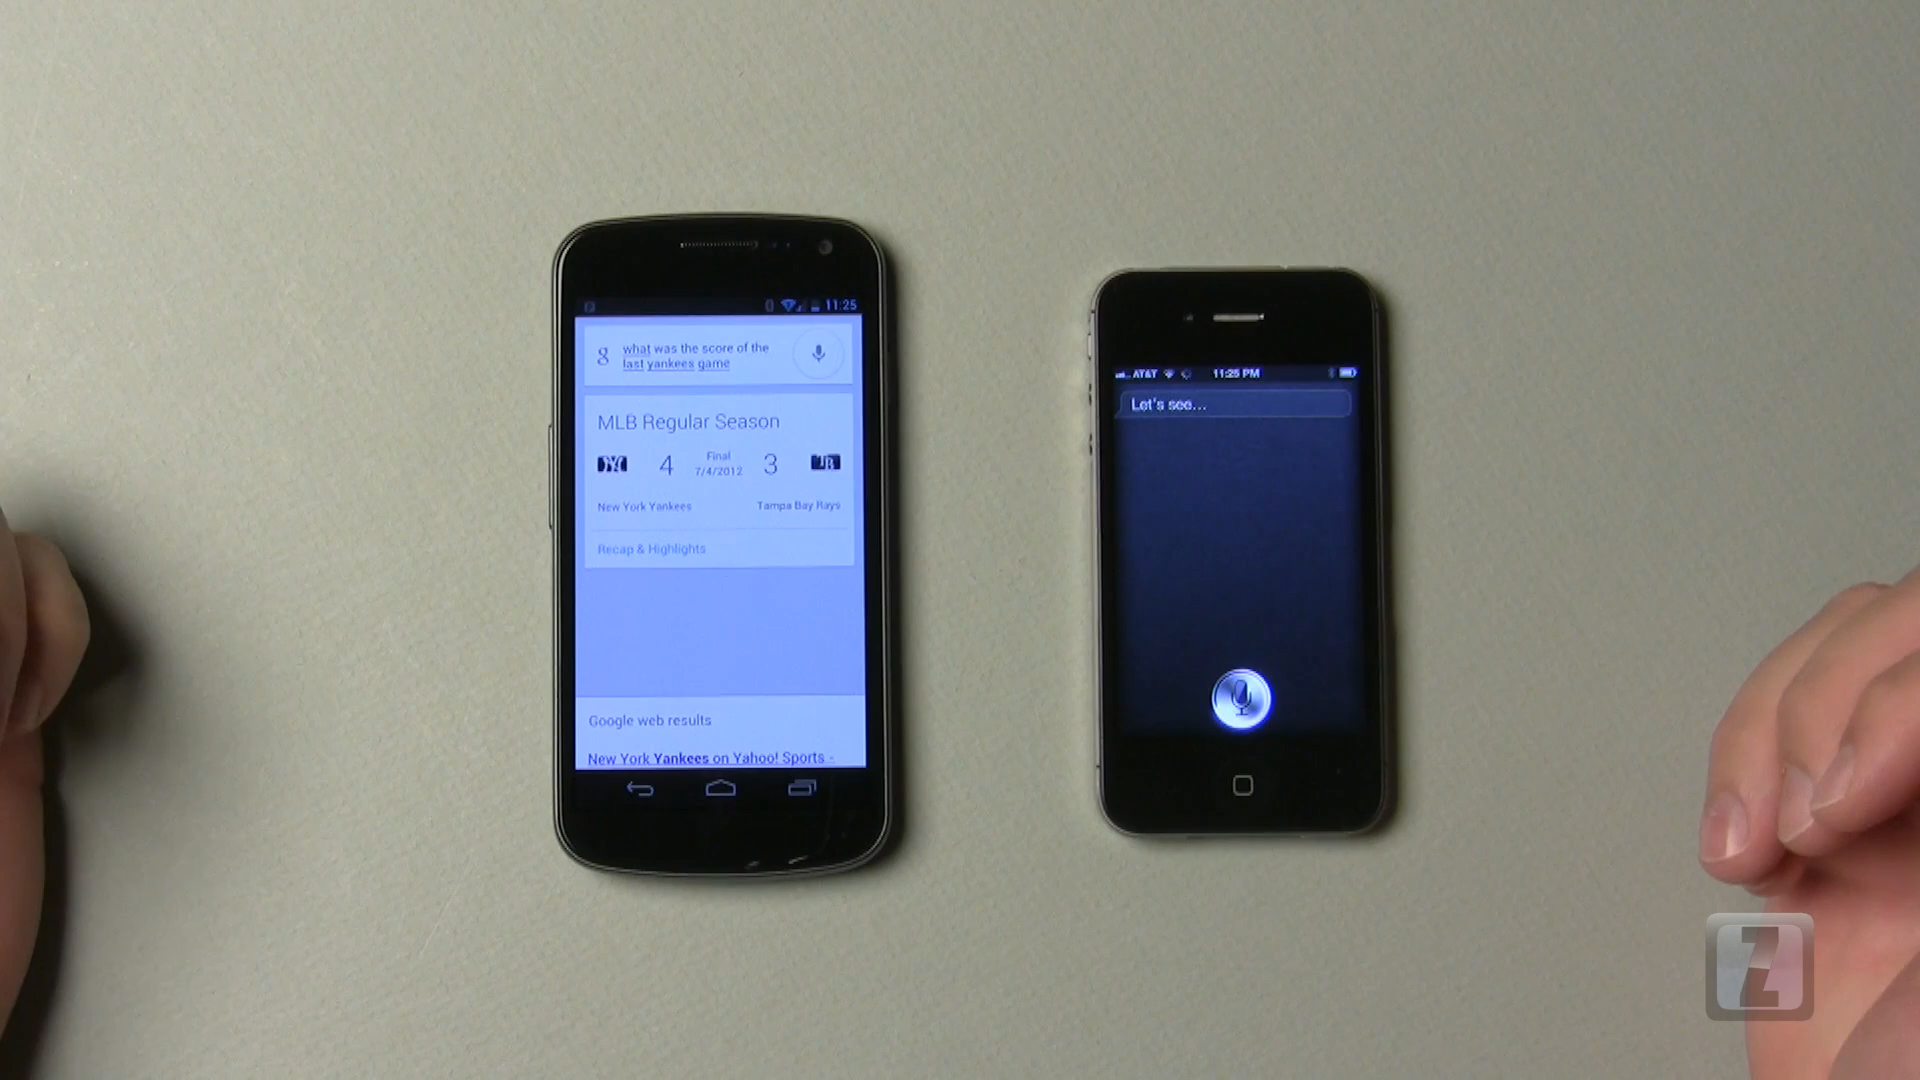 11:25
g
what was the score of the
last yankees game
MLB Regular Season
4
Final
7/4/2012
3
New York Yankees
Tampa Bay Rays
Recap & Highlights
Google web results
New York Yankees on Yahoo! Sports -
AT&T
11:25 PM
Let's see...
Z